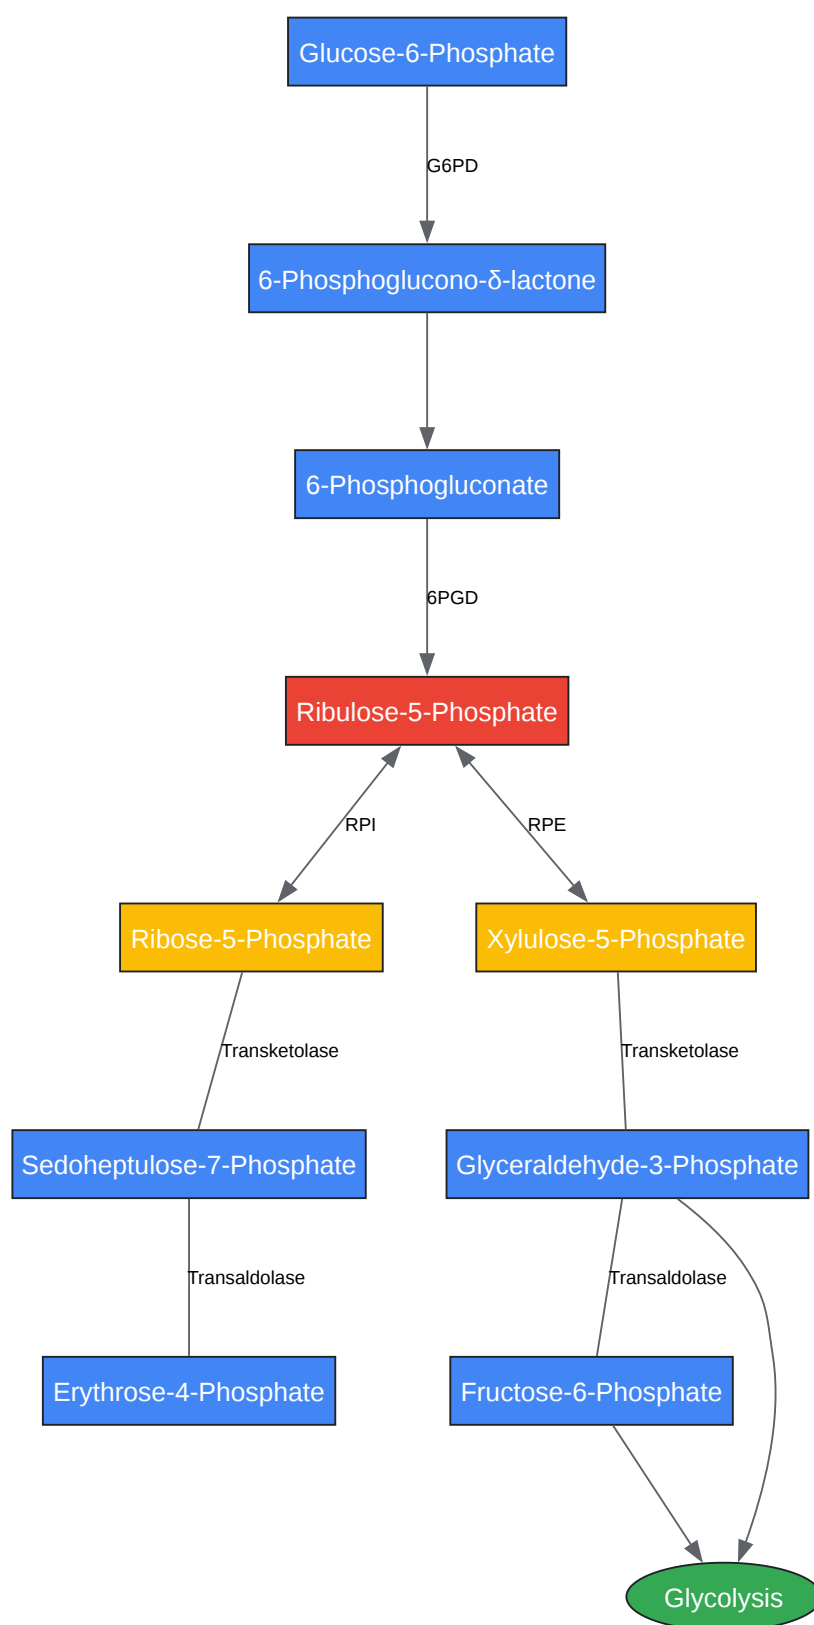 Glucose-6-Phosphate
G6PD
6-Phosphoglucono-δ-lactone
6-Phosphogluconate
6PGD
Ribulose-5-Phosphate
RPI
RPE
Ribose-5-Phosphate
Xylulose-5-Phosphate
Transketolase
Transketolase
Sedoheptulose-7-Phosphate
Glyceraldehyde-3-Phosphate
Transaldolase
Transaldolase
Erythrose-4-Phosphate
Fructose-6-Phosphate
Glycolysis